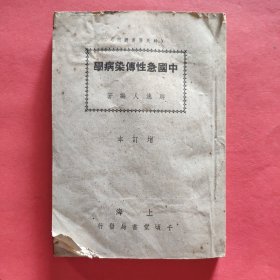 中國急性傳染病學
時逸人編著
增訂本
上海
千頃堂書局發行